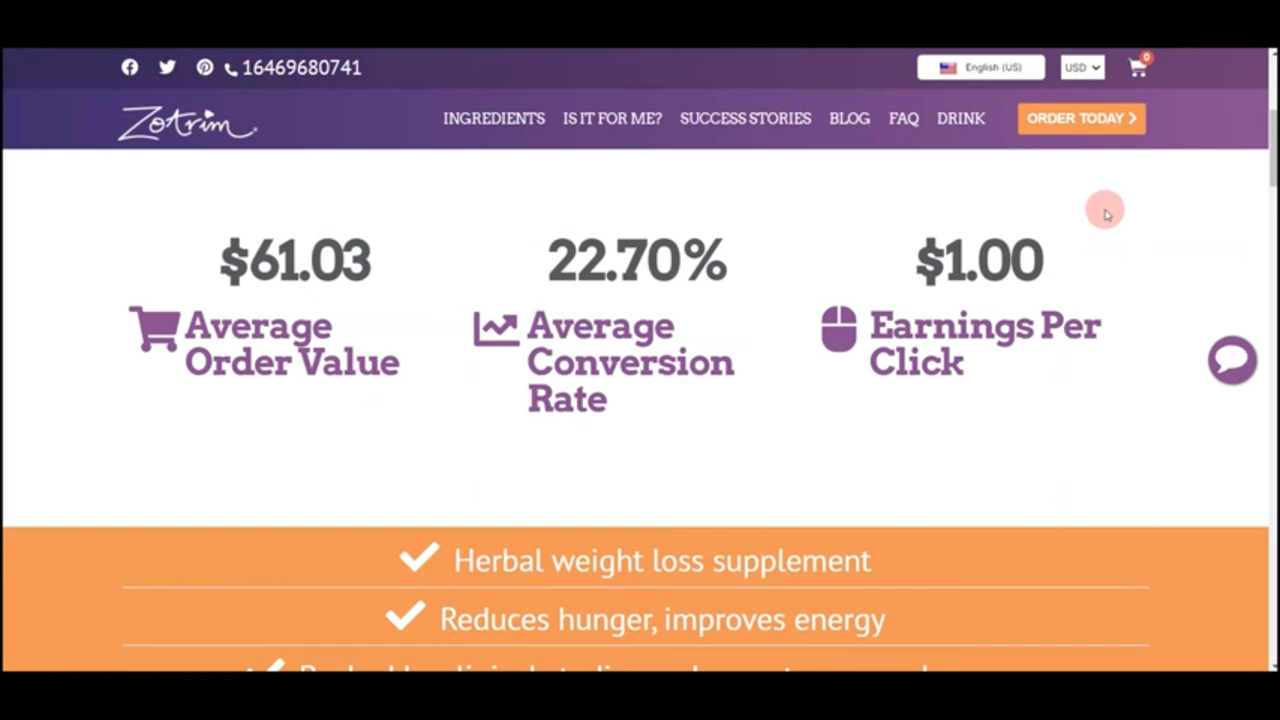 16469680741
English (US)
USD
0
Zotrim
INGREDIENTS IS IT FOR ME? SUCCESS STORIES BLOG FAQ DRINK ORDER TODAY
$61.03 22.70% $1.00
Average Order Value
Average Conversion Rate
Earnings Per Click
Herbal weight loss supplement
Reduces hunger, improves energy